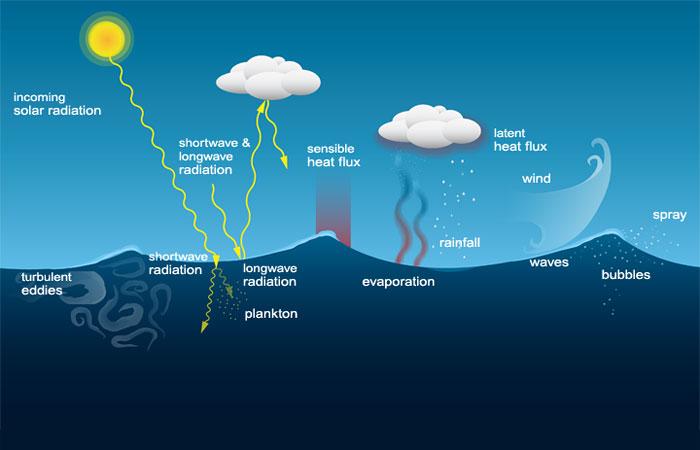 incoming
solar radiation
shortwave &
longwave
radiation
sensible
heat flux
latent
heat flux
wind
spray
rainfall
shortwave
radiation
longwave
radiation
evaporation
waves
bubbles
turbulent
eddies
plankton